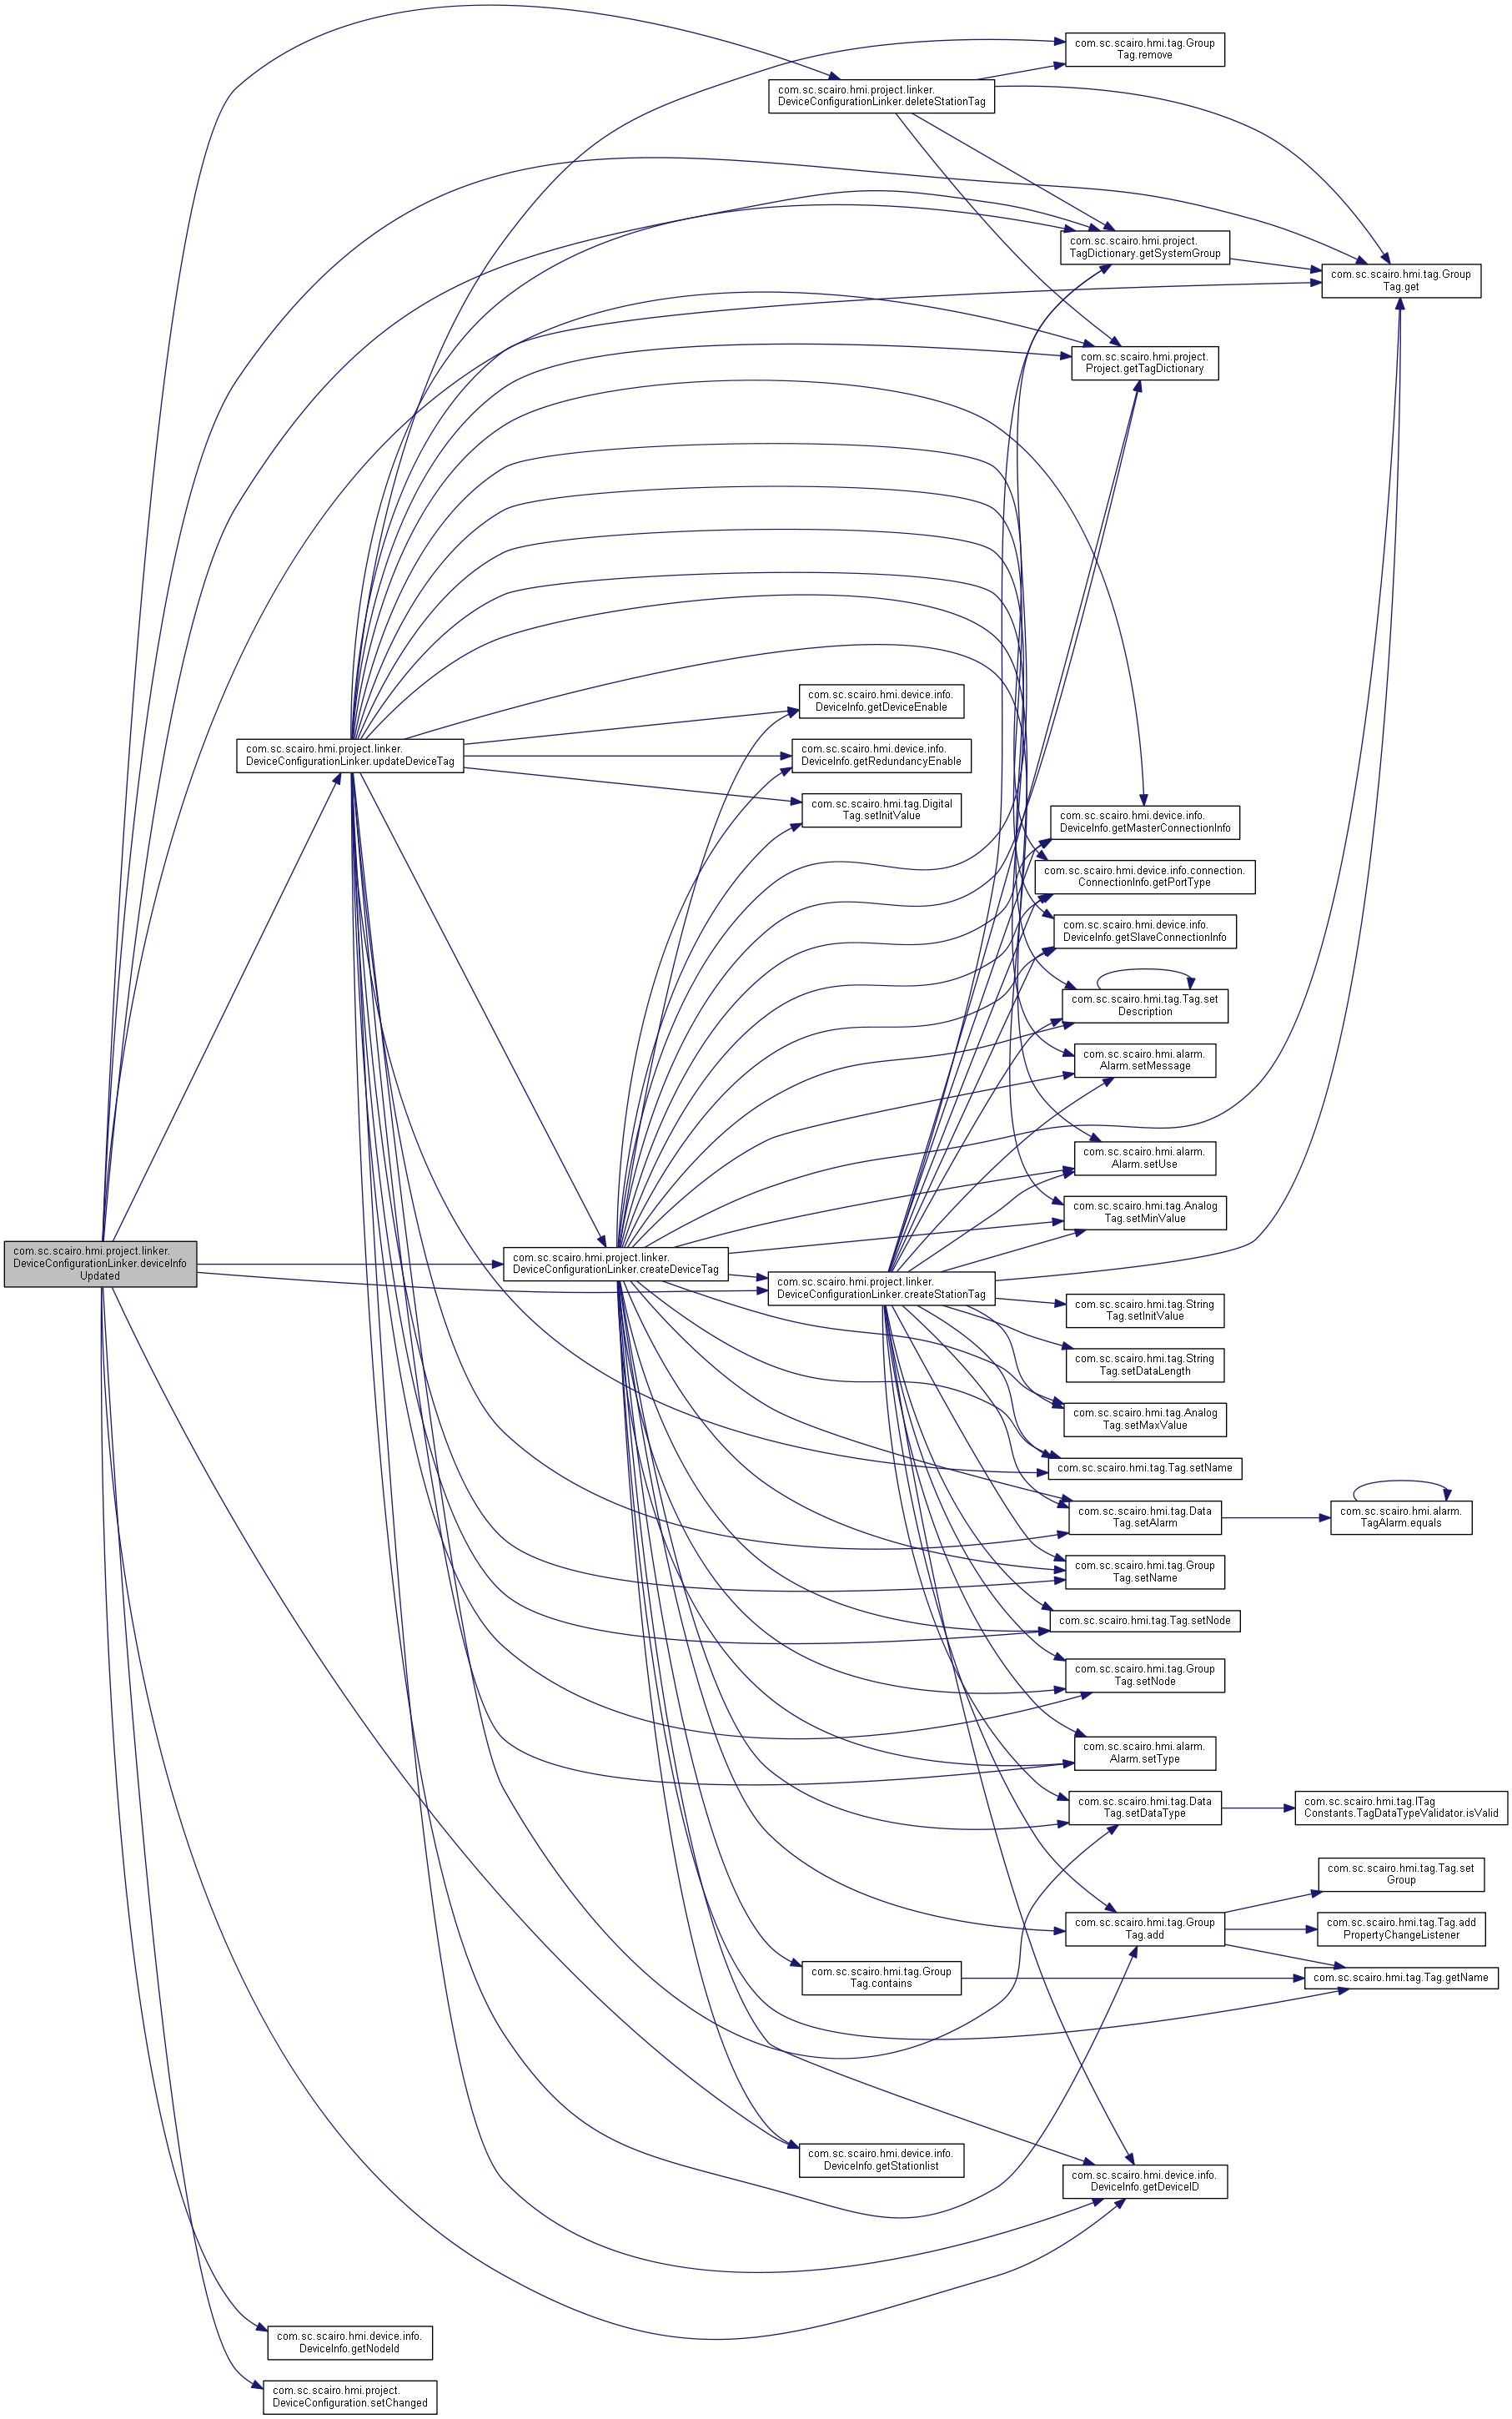 com.sc.scairo.hmi.tag.Group
Tag.remove
com.sc.scairo.hmi.project.linker.
DeviceConfigurationLinker.deleteStationTag
com.sc.scairo.hmi.project.
TagDictionary.getSystemGroup
com.sc.scairo.hmi.tag.Group
Tag.get
com.sc.scairo.hmi.project.
Project.getTagDictionary
com.sc.scairo.hmi.device.info.
DeviceInfo.getDeviceEnable
com.sc.scairo.hmi.project.linker.
DeviceConfigurationLinker.updateDeviceTag
com.sc.scairo.hmi.device.info.
DeviceInfo.getRedundancyEnable
com.sc.scairo.hmi.tag.Digital
Tag.setInitValue
com.sc.scairo.hmi.device.info.
DeviceInfo.getMasterConnectionInfo
com.sc.scairo.hmi.device.info.connection.
ConnectionInfo.getPortType
com.sc.scairo.hmi.device.info.
DeviceInfo.getSlaveConnectionInfo
com.sc.scairo.hmi.tag.Tag.set
Description
com.sc.scairo.hmi.alarm.
Alarm.setMessage
com.sc.scairo.hmi.alarm.
Alarm.setUse
com.sc.scairo.hmi.tag.Analog
Tag.setMinValue
com.sc.scairo.hmi.project.linker.
DeviceConfigurationLinker.deviceInfo
Updated
com.sc.scairo.hmi.project.linker.
DeviceConfigurationLinker.createDeviceTag
com.sc.scairo.hmi.project.linker.
DeviceConfigurationLinker.createStationTag
com.sc.scairo.hmi.tag.String
Tag.setInitValue
com.sc.scairo.hmi.tag.String
Tag.setDataLength
com.sc.scairo.hmi.tag.Analog
Tag.setMaxValue
com.sc.scairo.hmi.tag.Tag.setName
com.sc.scairo.hmi.tag.Data
Tag.setAlarm
com.sc.scairo.hmi.alarm.
TagAlarm.equals
com.sc.scairo.hmi.tag.Group
Tag.setName
com.sc.scairo.hmi.tag.Tag.setNode
com.sc.scairo.hmi.tag.Group
Tag.setNode
com.sc.scairo.hmi.alarm.
Alarm.setType
com.sc.scairo.hmi.tag.Data
Tag.setDataType
com.sc.scairo.hmi.tag.ITag
Constants.TagDataTypeValidator.isValid
com.sc.scairo.hmi.tag.Tag.set
Group
com.sc.scairo.hmi.tag.Group
Tag.add
com.sc.scairo.hmi.tag.Tag.add
PropertyChangeListener
com.sc.scairo.hmi.tag.Group
Tag.contains
com.sc.scairo.hmi.tag.Tag.getName
com.sc.scairo.hmi.device.info.
DeviceInfo.getStationlist
com.sc.scairo.hmi.device.info.
DeviceInfo.getDeviceID
com.sc.scairo.hmi.device.info.
DeviceInfo.getNodeId
com.sc.scairo.hmi.project.
DeviceConfiguration.setChanged